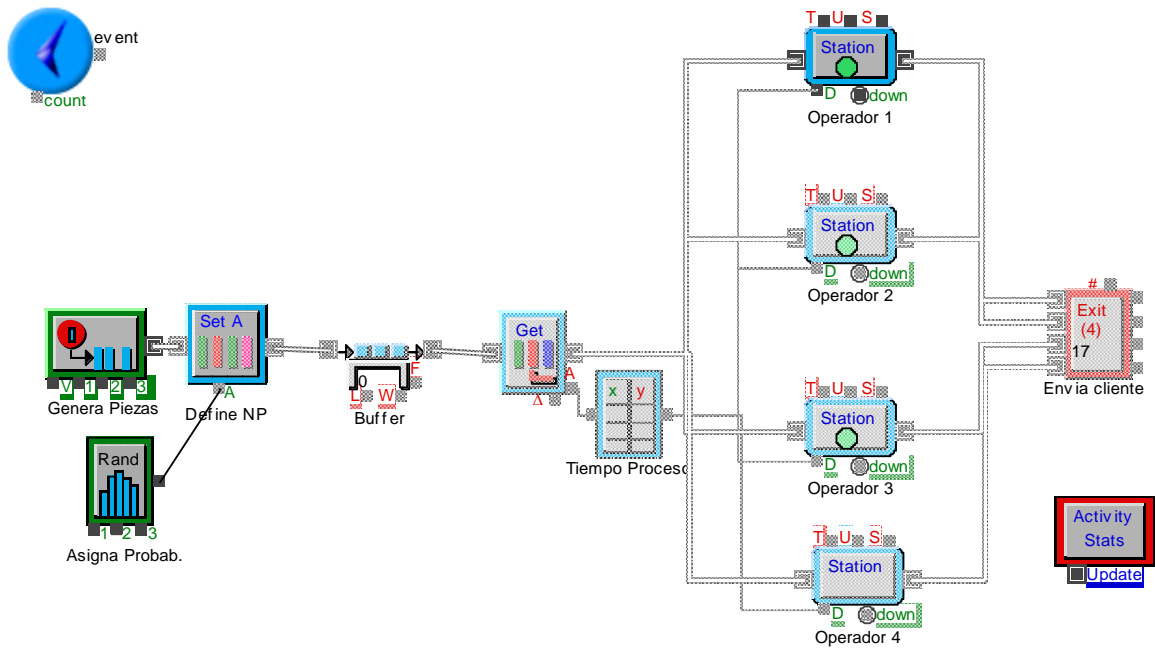 event
count
T U S
Station
D down
Operador 1
T U S
Station
D down
Operador 2
Set A
A
Define NP
0
V 1 2 3
Genera Piezas
Rand
1 2 3
Asigna Probab.
0
L W F
Buffer
Get
A
Δ
x y
Tiempo Proceso
T U S
Station
D down
Operador 3
T U S
Station
D down
Operador 4
#
Exit
(4)
17
Envia cliente
Activity
Stats
Update